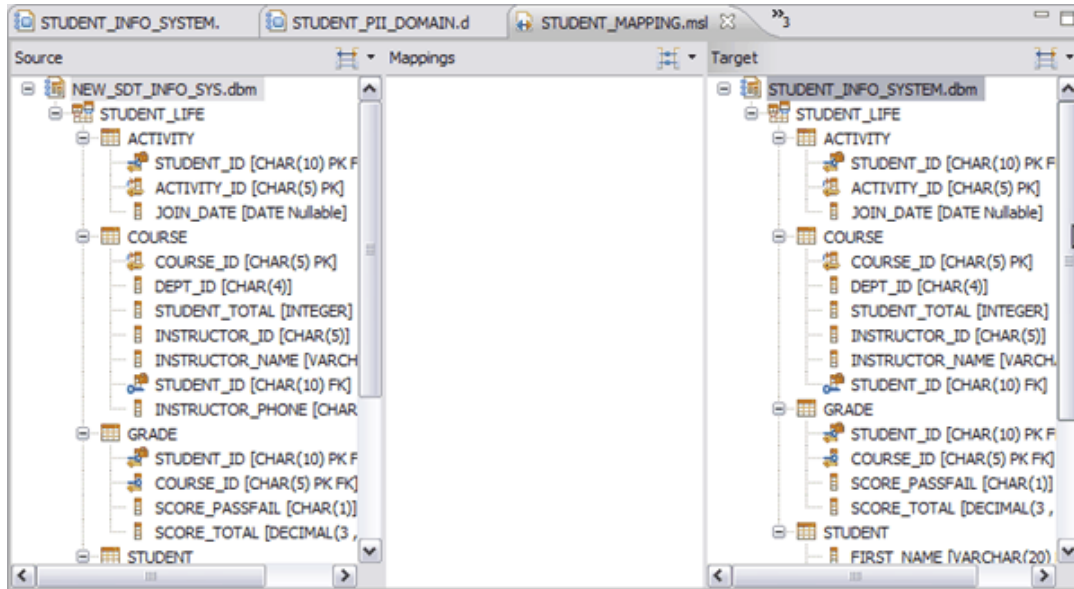 STUDENT_INFO_SYSTEM. STUDENT_PII_DOMAIN.d STUDENT_MAPPING.msl »3
Source Mappings Target
NEW_SDT_INFO_SYS.dbm
STUDENT_LIFE
ACTIVITY
STUDENT_ID [CHAR(10) PK F
ACTIVITY_ID [CHAR(5) PK]
JOIN_DATE [DATE Nullable]
COURSE
COURSE_ID [CHAR(5) PK]
DEPT_ID [CHAR(4)]
STUDENT_TOTAL [INTEGER]
INSTRUCTOR_ID [CHAR(5)]
INSTRUCTOR_NAME [VARCH
STUDENT_ID [CHAR(10) FK]
INSTRUCTOR_PHONE [CHAR
GRADE
STUDENT_ID [CHAR(10) PK F
COURSE_ID [CHAR(5) PK FK]
SCORE_PASSFAIL [CHAR(1)]
SCORE_TOTAL [DECIMAL(3 ,
STUDENT
STUDENT_INFO_SYSTEM.dbm
STUDENT_LIFE
ACTIVITY
STUDENT_ID [CHAR(10) PK F
ACTIVITY_ID [CHAR(5) PK]
JOIN_DATE [DATE Nullable]
COURSE
COURSE_ID [CHAR(5) PK]
DEPT_ID [CHAR(4)]
STUDENT_TOTAL [INTEGER]
INSTRUCTOR_ID [CHAR(5)]
INSTRUCTOR_NAME [VARCH
STUDENT_ID [CHAR(10) FK]
GRADE
STUDENT_ID [CHAR(10) PK F
COURSE_ID [CHAR(5) PK FK]
SCORE_PASSFAIL [CHAR(1)]
SCORE_TOTAL [DECIMAL(3 ,
STUDENT
FIRST_NAME [VARCHAR(20)